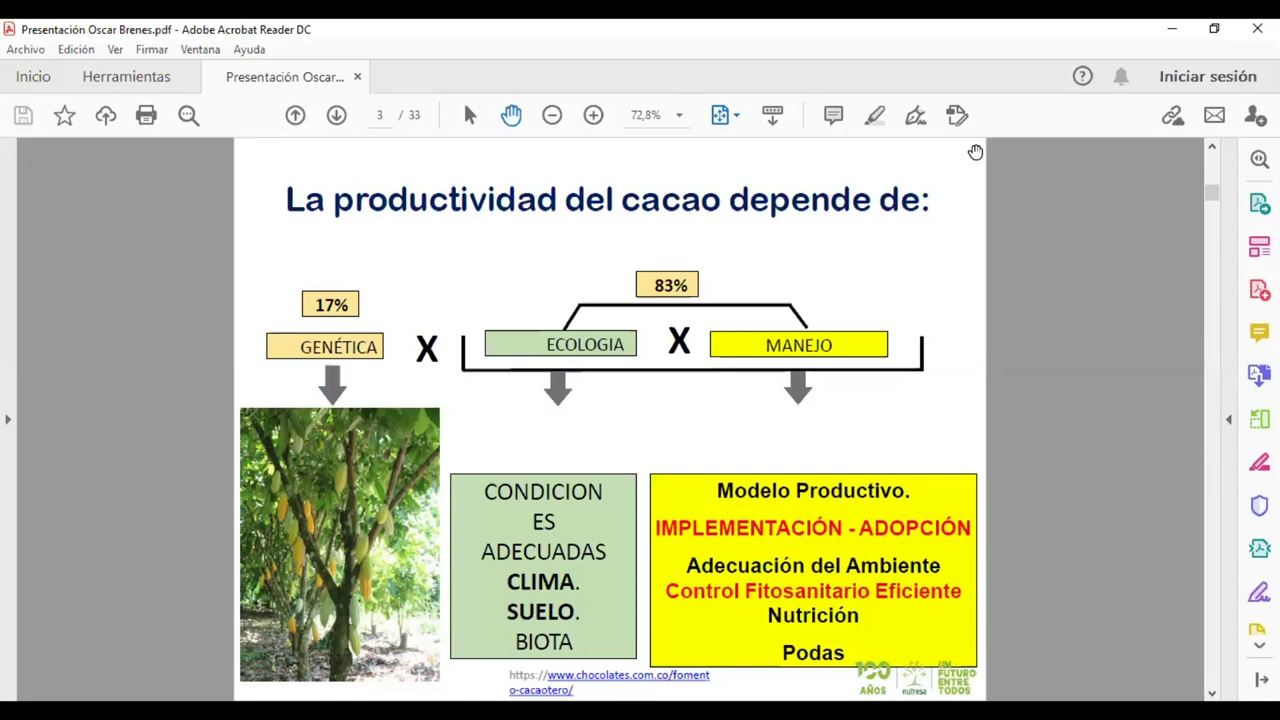 Presentación Oscar Brenes.pdf - Adobe Acrobat Reader DC
Archivo Edición Ver Firmar Ventana Ayuda
Inicio Herramientas Presentación Oscar... × Iniciar sesión
3 / 33 72,8%
La productividad del cacao depende de:
83%
17%
GENÉTICA X ECOLOGIA X MANEJO
CONDICION
ES
ADECUADAS
CLIMA.
SUELO.
BIOTA
Modelo Productivo.
IMPLEMENTACIÓN - ADOPCIÓN
Adecuación del Ambiente
Control Fitosanitario Eficiente
Nutrición
Podas
https://www.chocolates.com.co/foment
o-cacaotero/
100
AÑOS
nutresa
UN
FUTURO
ENTRE
TODOS